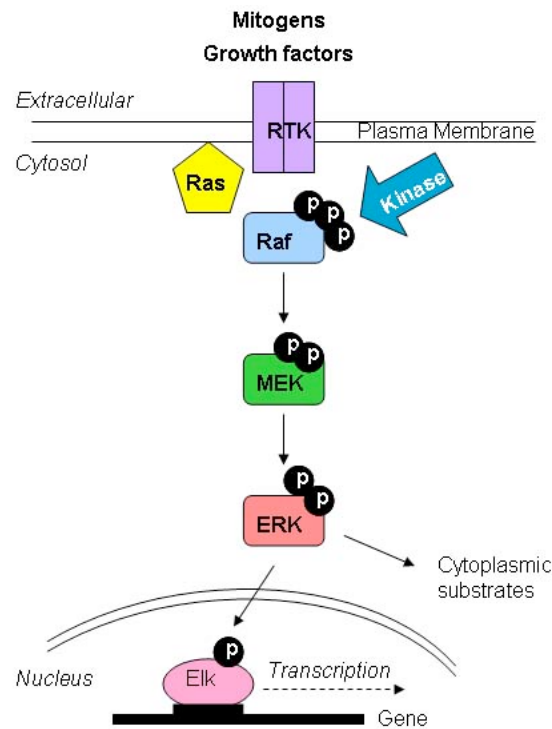 Mitogens
Growth factors
Extracellular
RTK
Plasma Membrane
Cytosol
Ras
Kinase
p
p
p
Raf
p
p
MEK
p
p
ERK
Cytoplasmic
substrates
p
Nucleus
Elk
Transcription
Gene